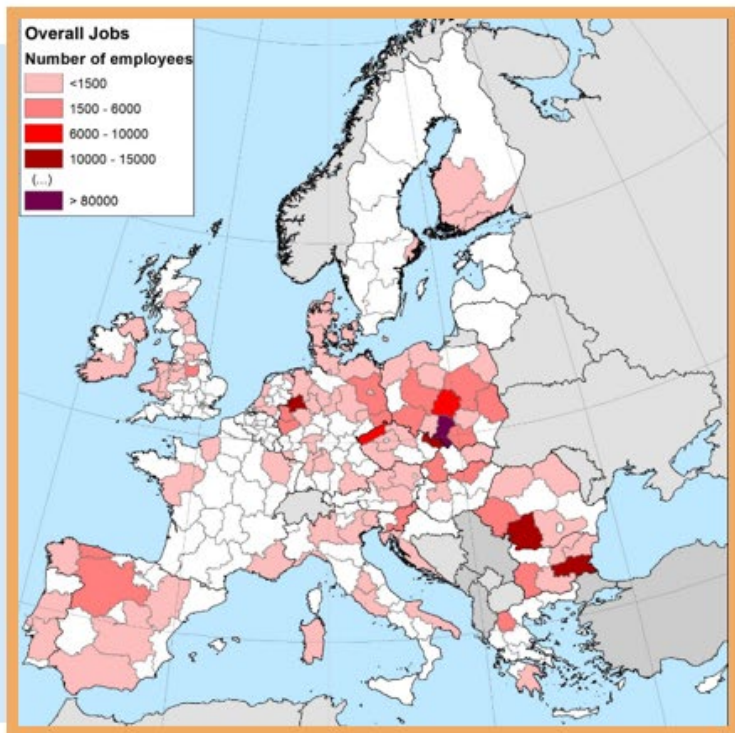 Overall Jobs
Number of employees
<1500
1500 - 6000
6000 - 10000
10000 - 15000
(...)
> 80000